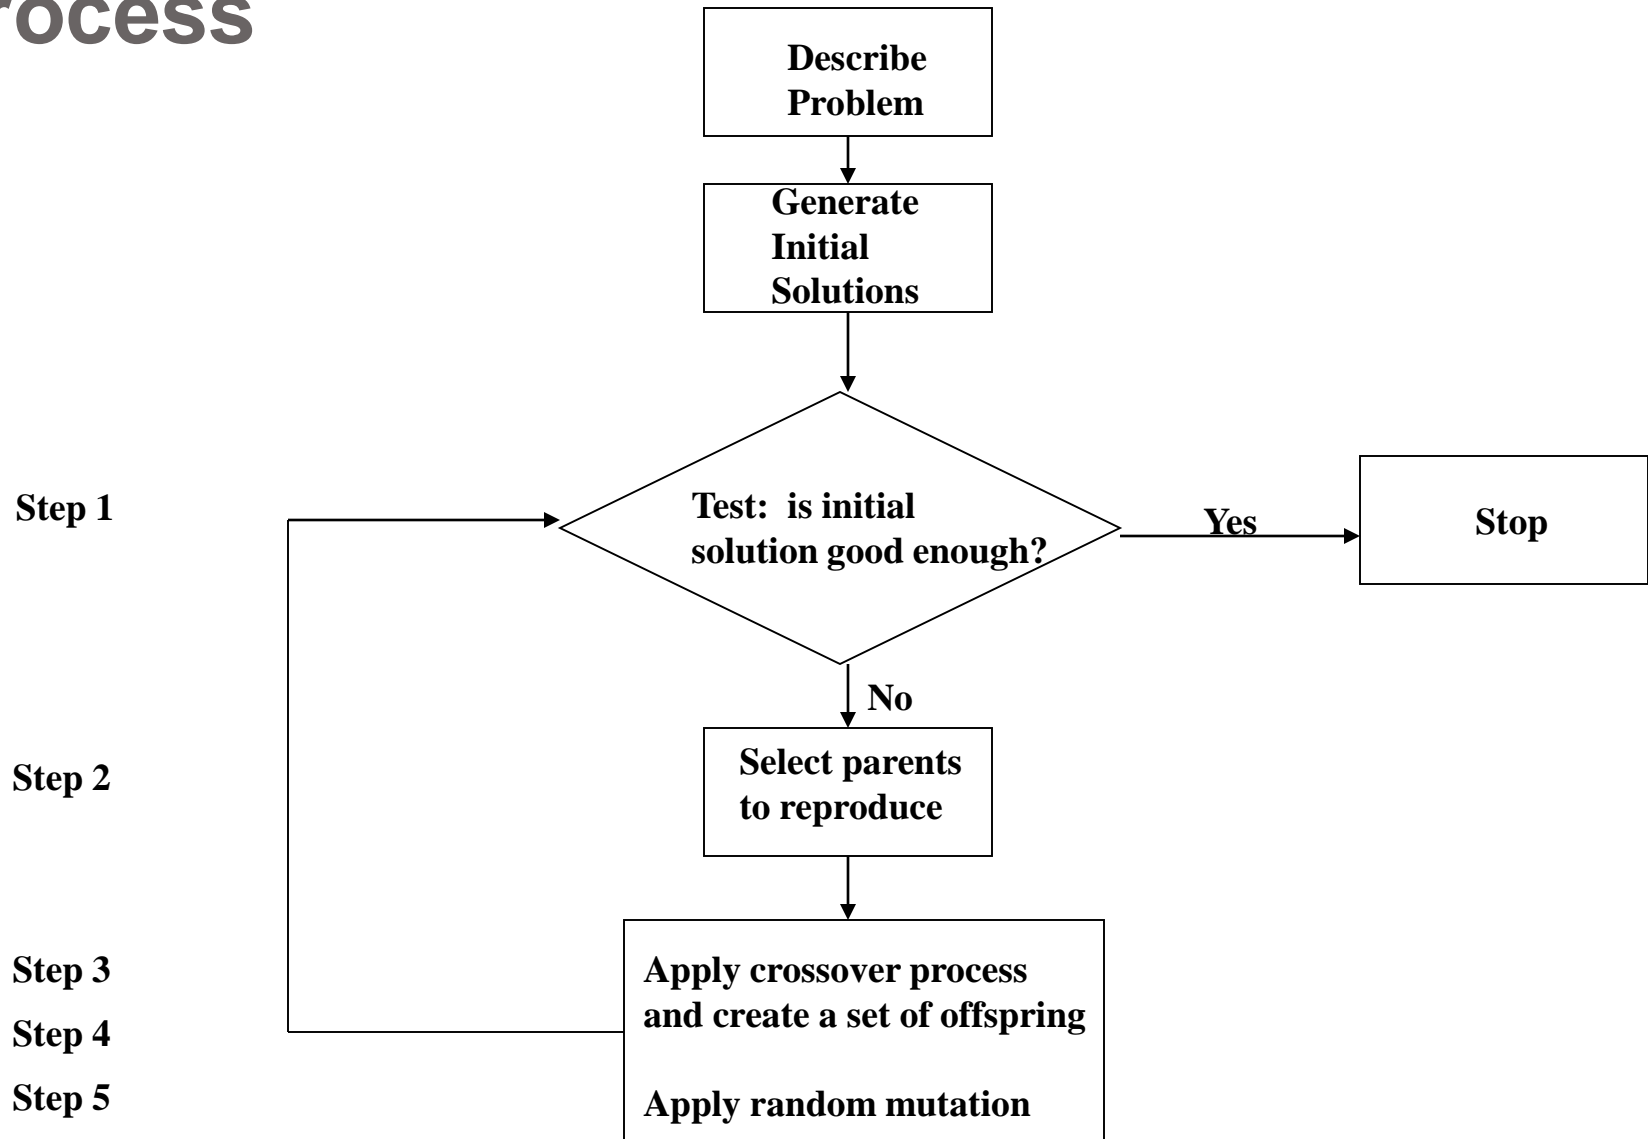 rocess
Describe
Problem
Generate
Initial
Solutions
Step 1
Test:  is initial
solution good enough?
Yes
Stop
No
Step 2
Select parents
to reproduce
Step 3
Apply crossover process
and create a set of offspring
Step 4
Step 5
Apply random mutation